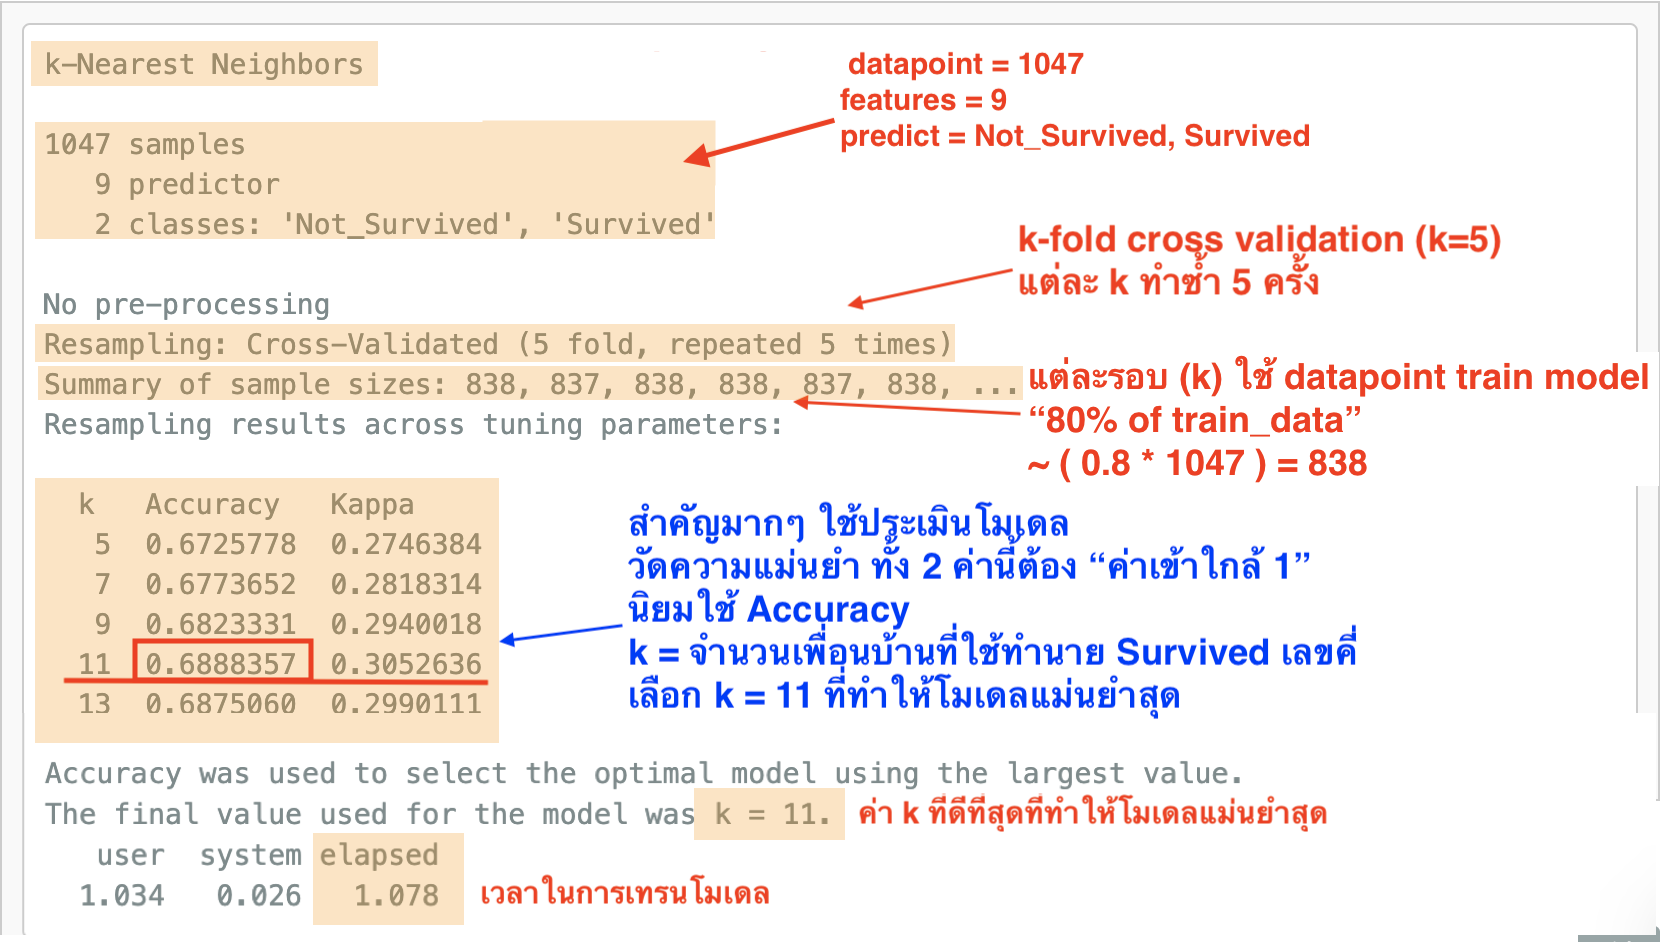 k-Nearest Neighbors
datapoint = 1047
features = 9
predict = Not_Survived, Survived
1047 samples
9 predictor
2 classes: 'Not_Survived', 'Survived'
k-fold cross validation (k=5)
แต่ละ k ทำซ้ำ 5 ครั้ง
No pre-processing
Resampling: Cross-Validated (5 fold, repeated 5 times)
Summary of sample sizes: 838, 837, 838, 838, 837, 838, ...
แต่ละรอบ (k) ใช้ datapoint train model
“80% of train_data”
~ ( 0.8 * 1047 ) = 838
Resampling results across tuning parameters:
k Accuracy Kappa
5 0.6725778 0.2746384
7 0.6773652 0.2818314
9 0.6823331 0.2940018
11 0.6888357 0.3052636
13 0.6875060 0.2990111
สำคัญมากๆ ใช้ประเมินโมเดล
วัดความแม่นยำ ทั้ง 2 ค่านี้ต้อง “ค่าเข้าใกล้ 1”
นิยมใช้ Accuracy
k = จำนวนเพื่อนบ้านที่ใช้ทำนาย Survived เลขคี่
เลือก k = 11 ที่ทำให้โมเดลแม่นยำสุด
Accuracy was used to select the optimal model using the largest value.
The final value used for the model was k = 11.
ค่า k ที่ดีที่สุดที่ทำให้โมเดลแม่นยำสุด
user system elapsed
1.034 0.026 1.078
เวลาในการเทรนโมเดล